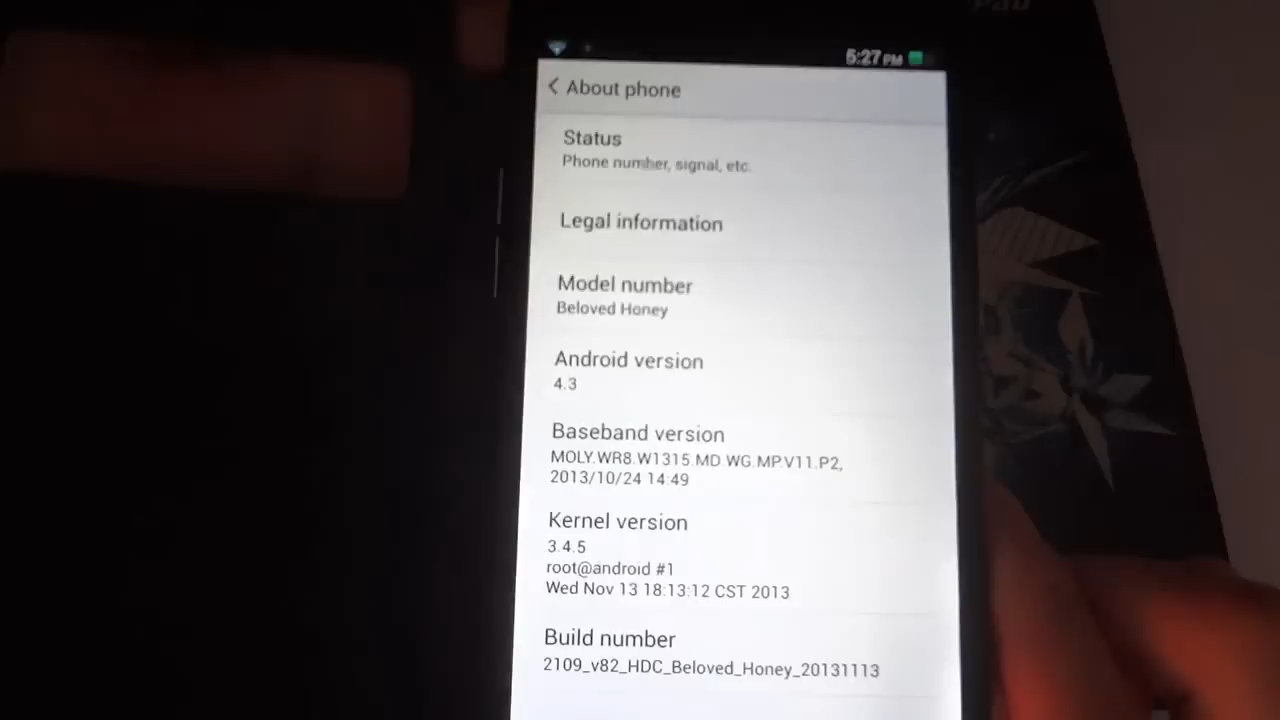 5:27 PM
About phone
Status
Phone number, signal, etc.
Legal information
Model number
Beloved Honey
Android version
4.3
Baseband version
MOLY.WR8.W1315.MD.WG.MP.V11.P2,
2013/10/24 14:49
Kernel version
3.4.5
root@android #1
Wed Nov 13 18:13:12 CST 2013
Build number
2109_v82_HDC_Beloved_Honey_20131113